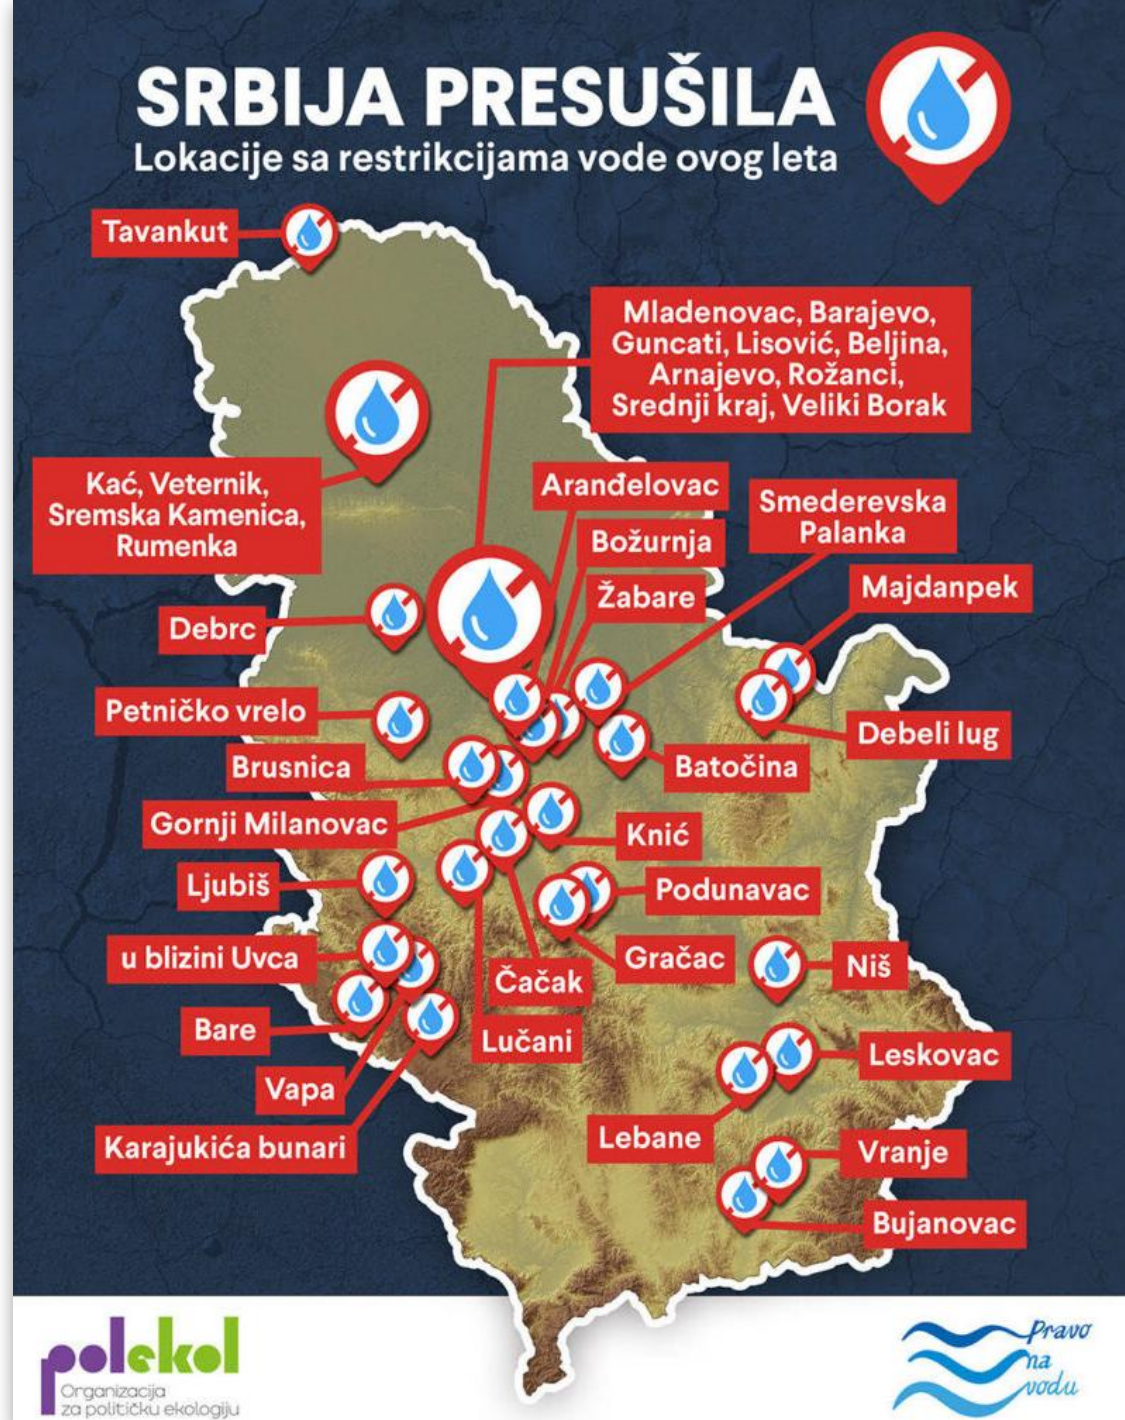 SRBIJA PRESUŠILA
Lokacije sa restrikcijama vode ovog leta
Tavankut
Mladenovac, Barajevo,
Guncati, Lisović, Beljina,
Arnajevo, Rožanci,
Srednji kraj, Veliki Borak
Kać, Veternik,
Sremska Kamenica,
Rumenka
Aranđelovac
Smederevska
Palanka
Božurnja
Žabare
Majdanpek
Debrc
Petničko vrelo
Debeli lug
Brusnica
Batočina
Gornji Milanovac
Knić
Ljubiš
Podunavac
u blizini Uvca
Gračac
Niš
Čačak
Bare
Lučani
Leskovac
Vapa
Lebane
Karajukića bunari
Vranje
Bujanovac
polekol
Organizacija
za političku ekologiju
Pravo
na
vodu